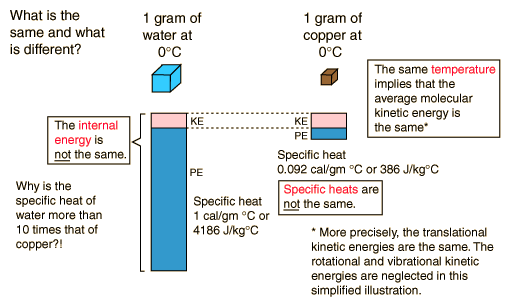 What is the
same and what
is different?
1 gram of
water at
0°C
1 gram of
copper at
0°C
The same temperature
implies that the
average molecular
kinetic energy is
the same*
The internal
energy is
not the same.
KE
KE
PE
PE
Specific heat
0.092 cal/gm °C or 386 J/kg°C
Specific heats are
not the same.
Why is the
specific heat of
water more than
10 times that of
copper?!
Specific heat
1 cal/gm °C or
4186 J/kg°C
* More precisely, the translational
kinetic energies are the same. The
rotational and vibrational kinetic
energies are neglected in this
simplified illustration.